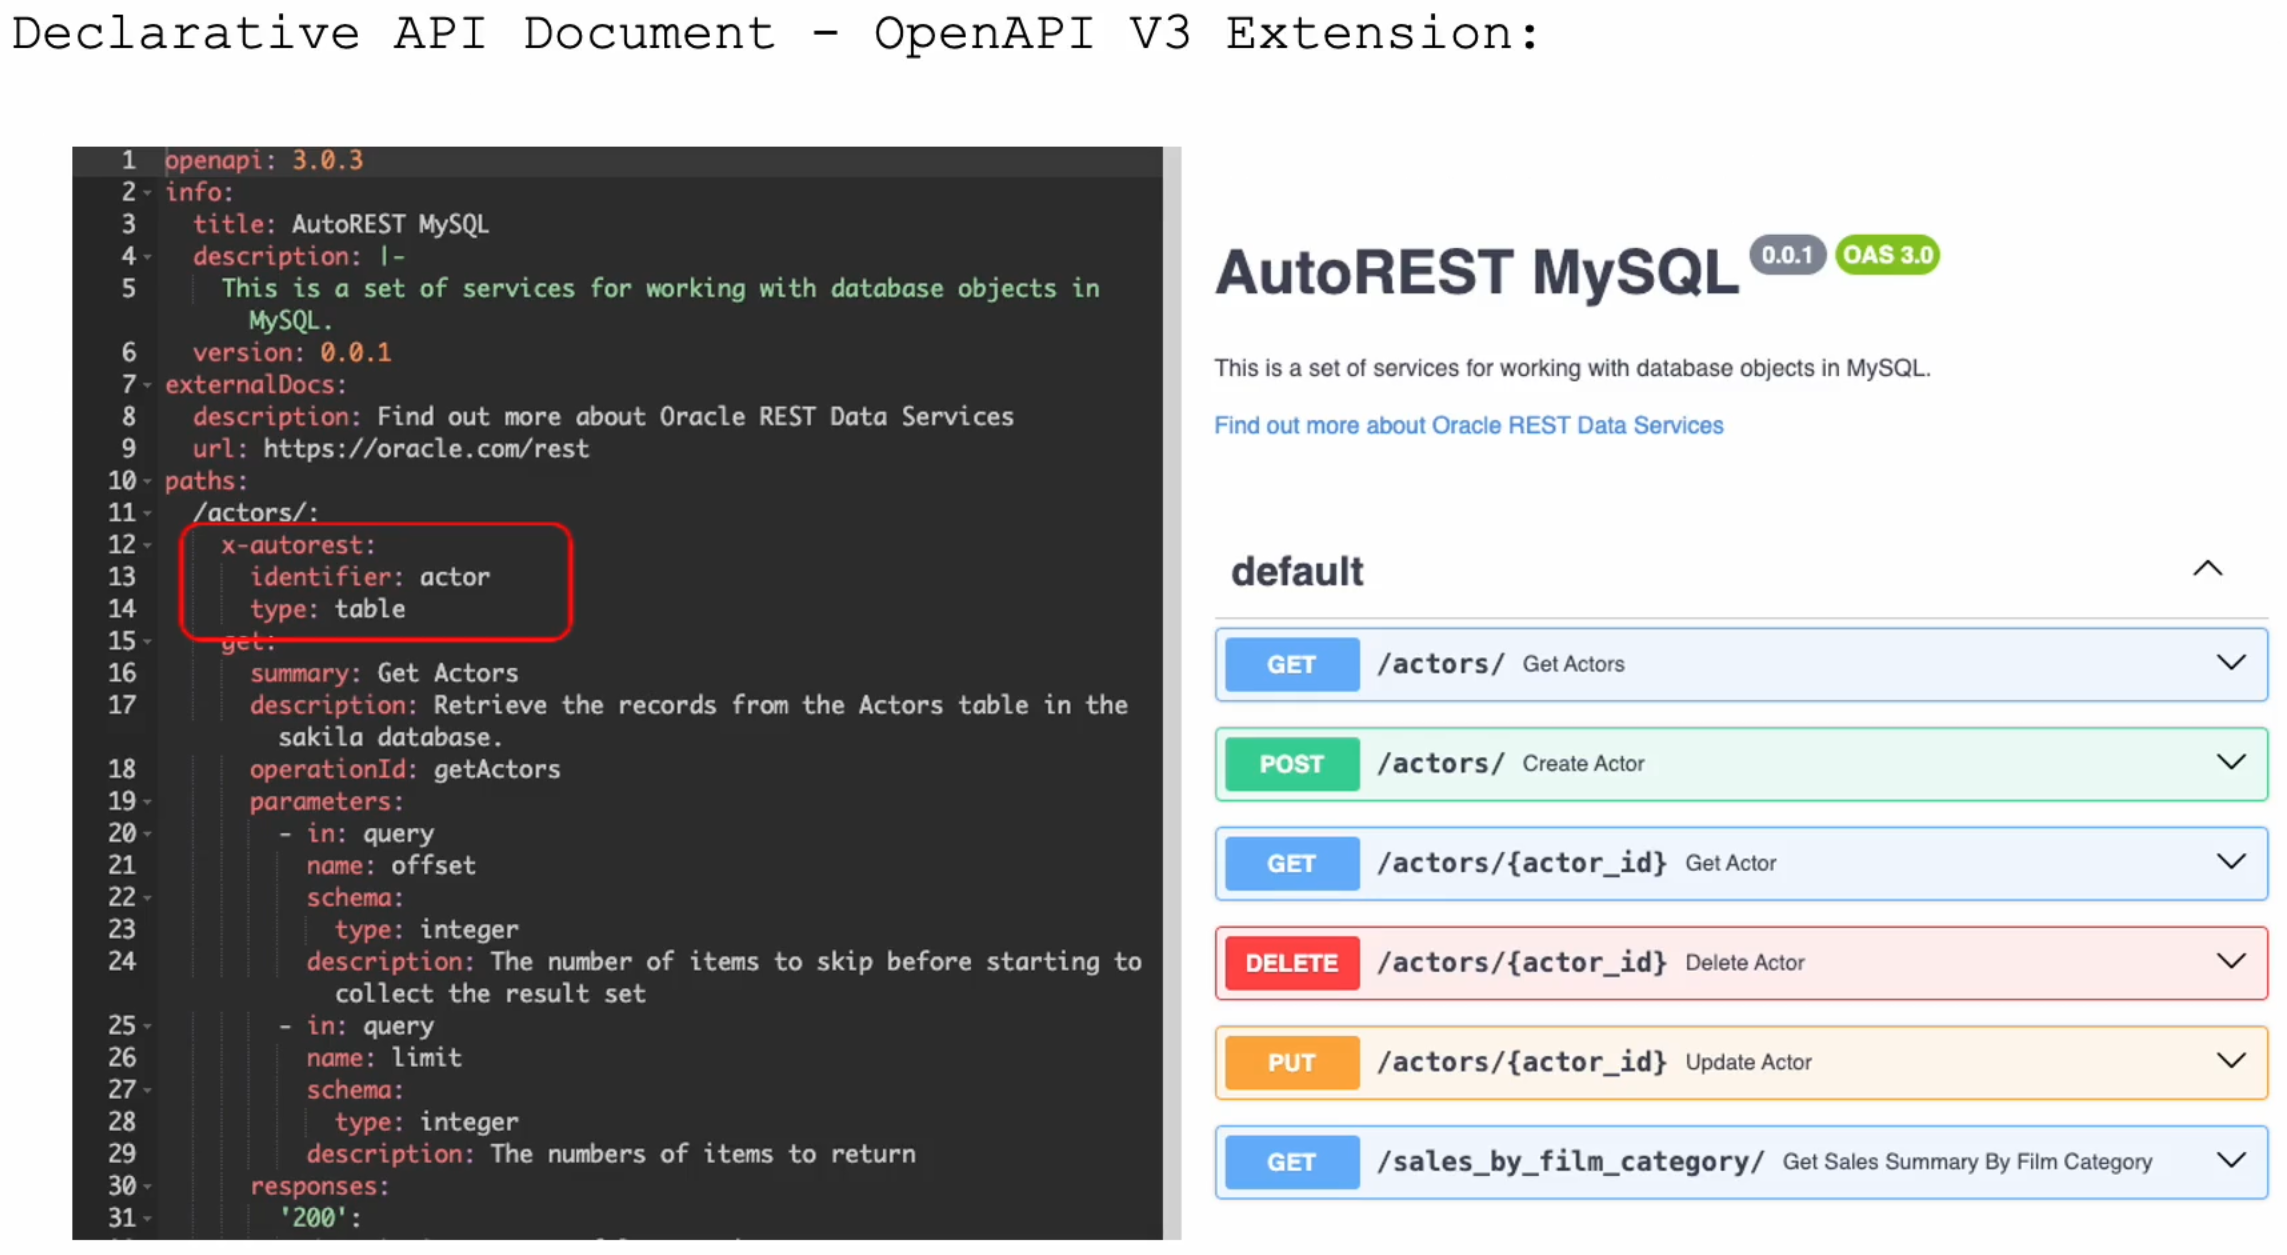 Declarative API Document - OpenAPI V3 Extension:
1 openapi: 3.0.3
2 info:
3 title: AutoREST MySQL
4 description: |-
5 This is a set of services for working with database objects in
MySQL.
6 version: 0.0.1
7 externalDocs:
8 description: Find out more about Oracle REST Data Services
9 url: https://oracle.com/rest
10 paths:
11 /actors/:
12 x-autorest:
13 identifier: actor
14 type: table
15 get:
16 summary: Get Actors
17 description: Retrieve the records from the Actors table in the
sakila database.
18 operationId: getActors
19 parameters:
20 - in: query
21 name: offset
22 schema:
23 type: integer
24 description: The number of items to skip before starting to
collect the result set
25 - in: query
26 name: limit
27 schema:
28 type: integer
29 description: The numbers of items to return
30 responses:
31 '200':
AutoREST MySQL 0.0.1 OAS 3.0
This is a set of services for working with database objects in MySQL.
Find out more about Oracle REST Data Services
default
GET /actors/ Get Actors
POST /actors/ Create Actor
GET /actors/{actor_id} Get Actor
DELETE /actors/{actor_id} Delete Actor
PUT /actors/{actor_id} Update Actor
GET /sales_by_film_category/ Get Sales Summary By Film Category